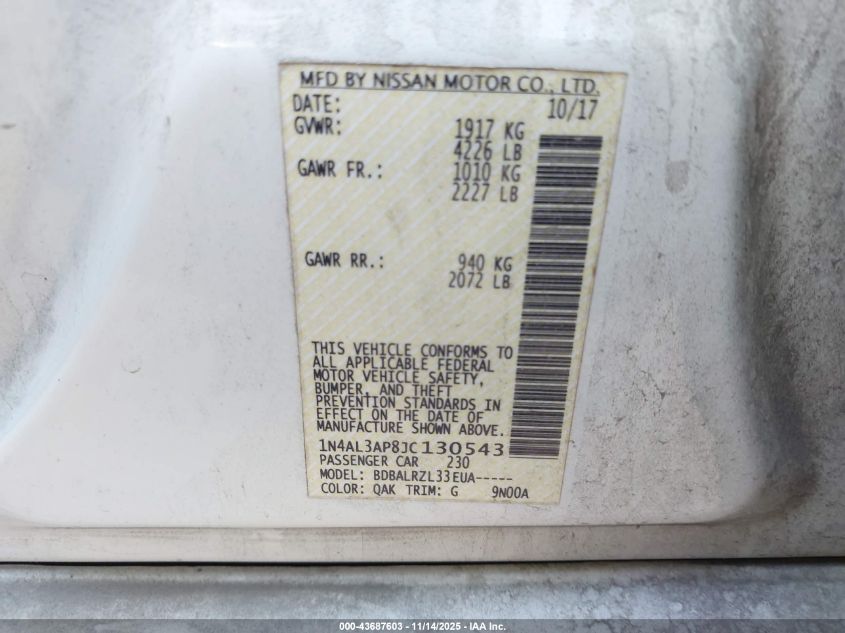 MFD BY NISSAN MOTOR CO., LTD.
DATE: 10/17
GVWR: 1917 KG
4226 LB
GAWR FR.: 1010 KG
2227 LB
GAWR RR.: 940 KG
2072 LB
THIS VEHICLE CONFORMS TO
ALL APPLICABLE FEDERAL
MOTOR VEHICLE SAFETY,
BUMPER, AND THEFT
PREVENTION STANDARDS IN
EFFECT ON THE DATE OF
MANUFACTURE SHOWN ABOVE.
1N4AL3AP8JC130543
PASSENGER CAR 230
MODEL: BDBALRZL33EUA-----
COLOR: QAK TRIM: G 9N00A
000-43687603 - 11/14/2025 - IAA Inc.